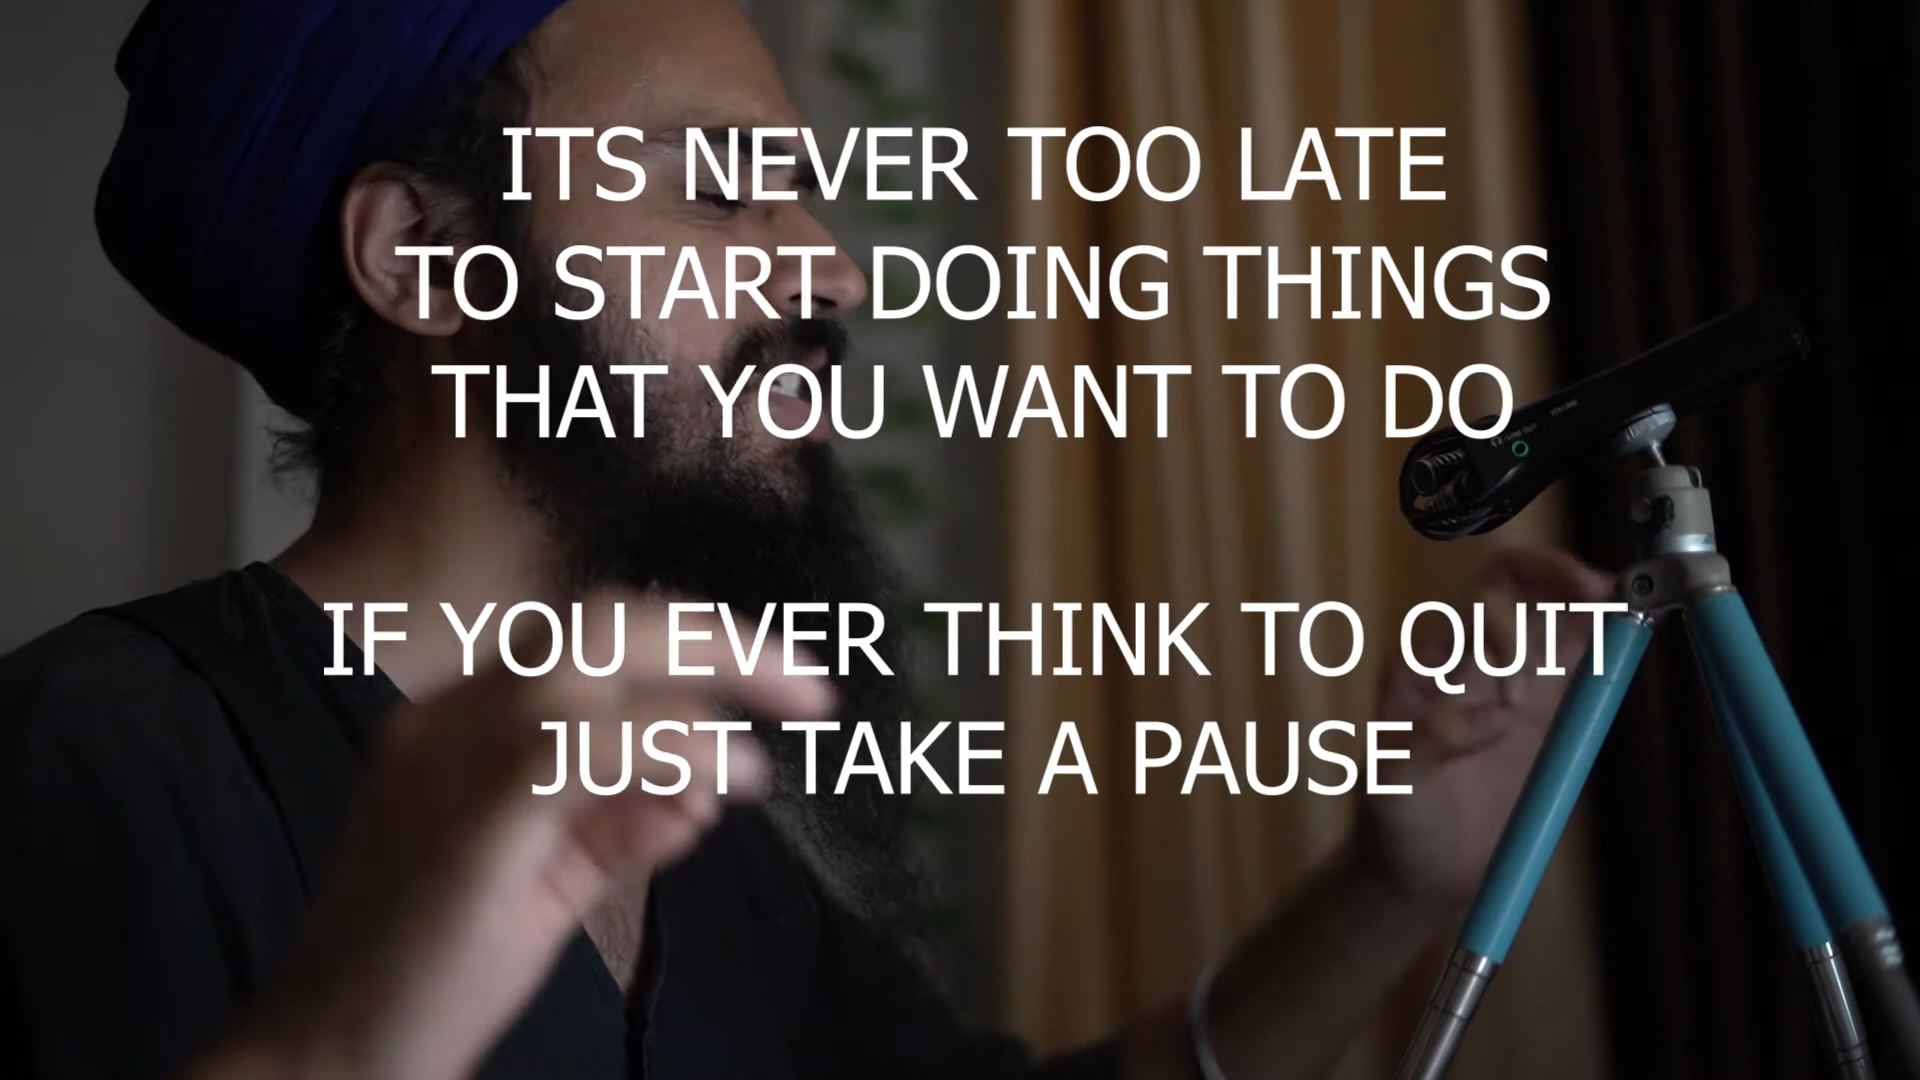 ITS NEVER TOO LATE
TO START DOING THINGS
THAT YOU WANT TO DO
IF YOU EVER THINK TO QUIT
JUST TAKE A PAUSE